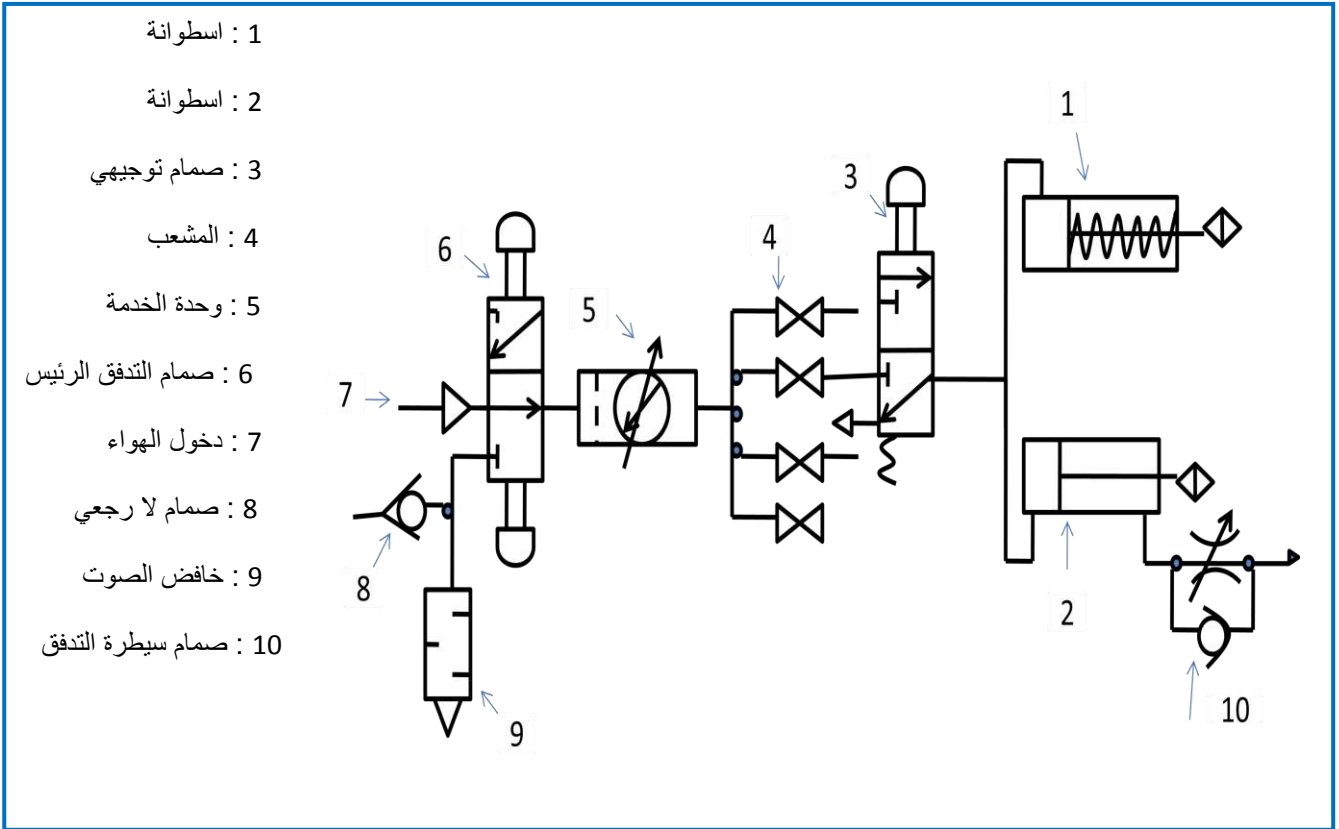 1 : اسطوانة
2 : اسطوانة
3 : صمام توجيهي
4 : المشعب
5 : وحدة الخدمة
6 : صمام التدفق الرئيس
7 : دخول الهواء
8 : صمام لا رجعي
9 : خافض الصوت
10 : صمام سيطرة التدفق
1
3
4
6
5
7
8
2
10
9